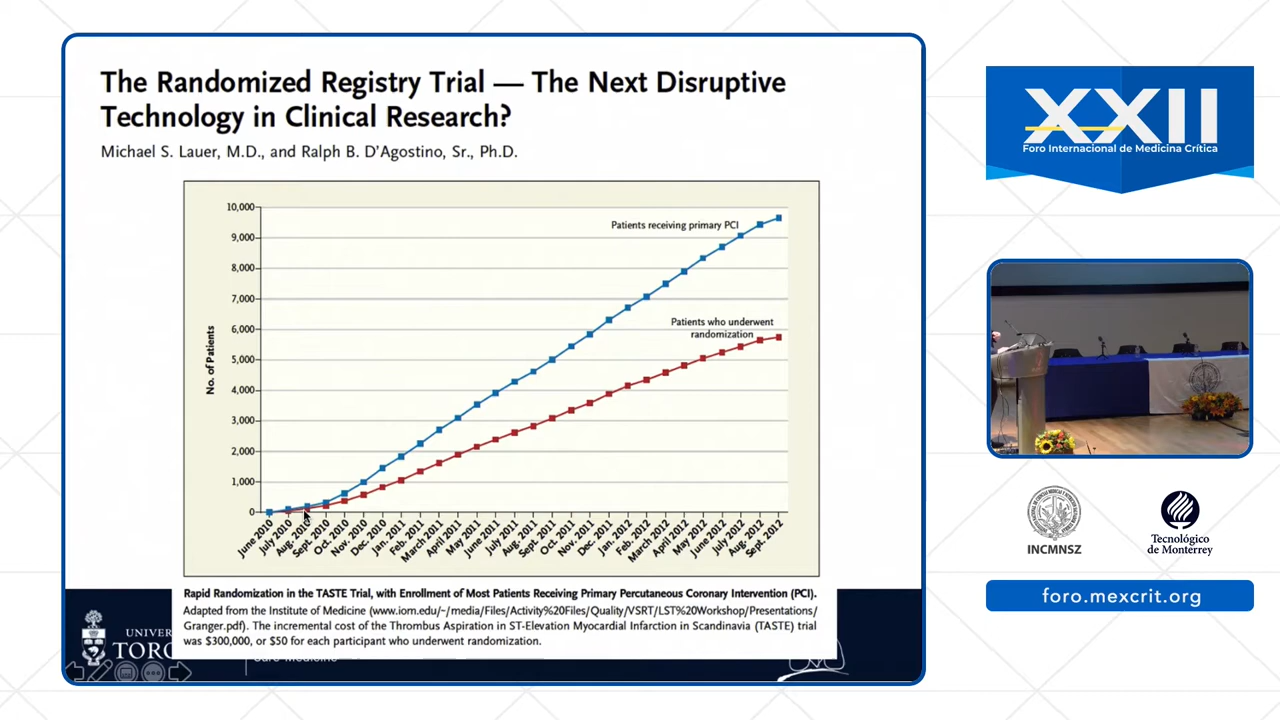 The Randomized Registry Trial — The Next Disruptive
Technology in Clinical Research?
Michael S. Lauer, M.D., and Ralph B. D’Agostino, Sr., Ph.D.
No. of Patients
10,000
9,000
8,000
7,000
6,000
5,000
4,000
3,000
2,000
1,000
0
Patients receiving primary PCI
Patients who underwent
randomization
June 2010
July 2010
Aug. 2010
Sept. 2010
Oct. 2010
Nov. 2010
Dec. 2010
Jan. 2011
Feb. 2011
March 2011
April 2011
May 2011
June 2011
July 2011
Aug. 2011
Sept. 2011
Oct. 2011
Nov. 2011
Dec. 2011
Jan. 2012
Feb. 2012
March 2012
April 2012
May 2012
June 2012
July 2012
Aug. 2012
Sept. 2012
Rapid Randomization in the TASTE Trial, with Enrollment of Most Patients Receiving Primary Percutaneous Coronary Intervention (PCI).
Adapted from the Institute of Medicine (www.iom.edu/~/media/Files/Activity%20Files/Quality/VSRT/LST%20Workshop/Presentations/
Granger.pdf). The incremental cost of the Thrombus Aspiration in ST-Elevation Myocardial Infarction in Scandinavia (TASTE) trial
was $300,000, or $50 for each participant who underwent randomization.
XXII
Foro Internacional de Medicina Crítica
INCMNSZ
Tecnológico
de Monterrey
foro.mexcrit.org